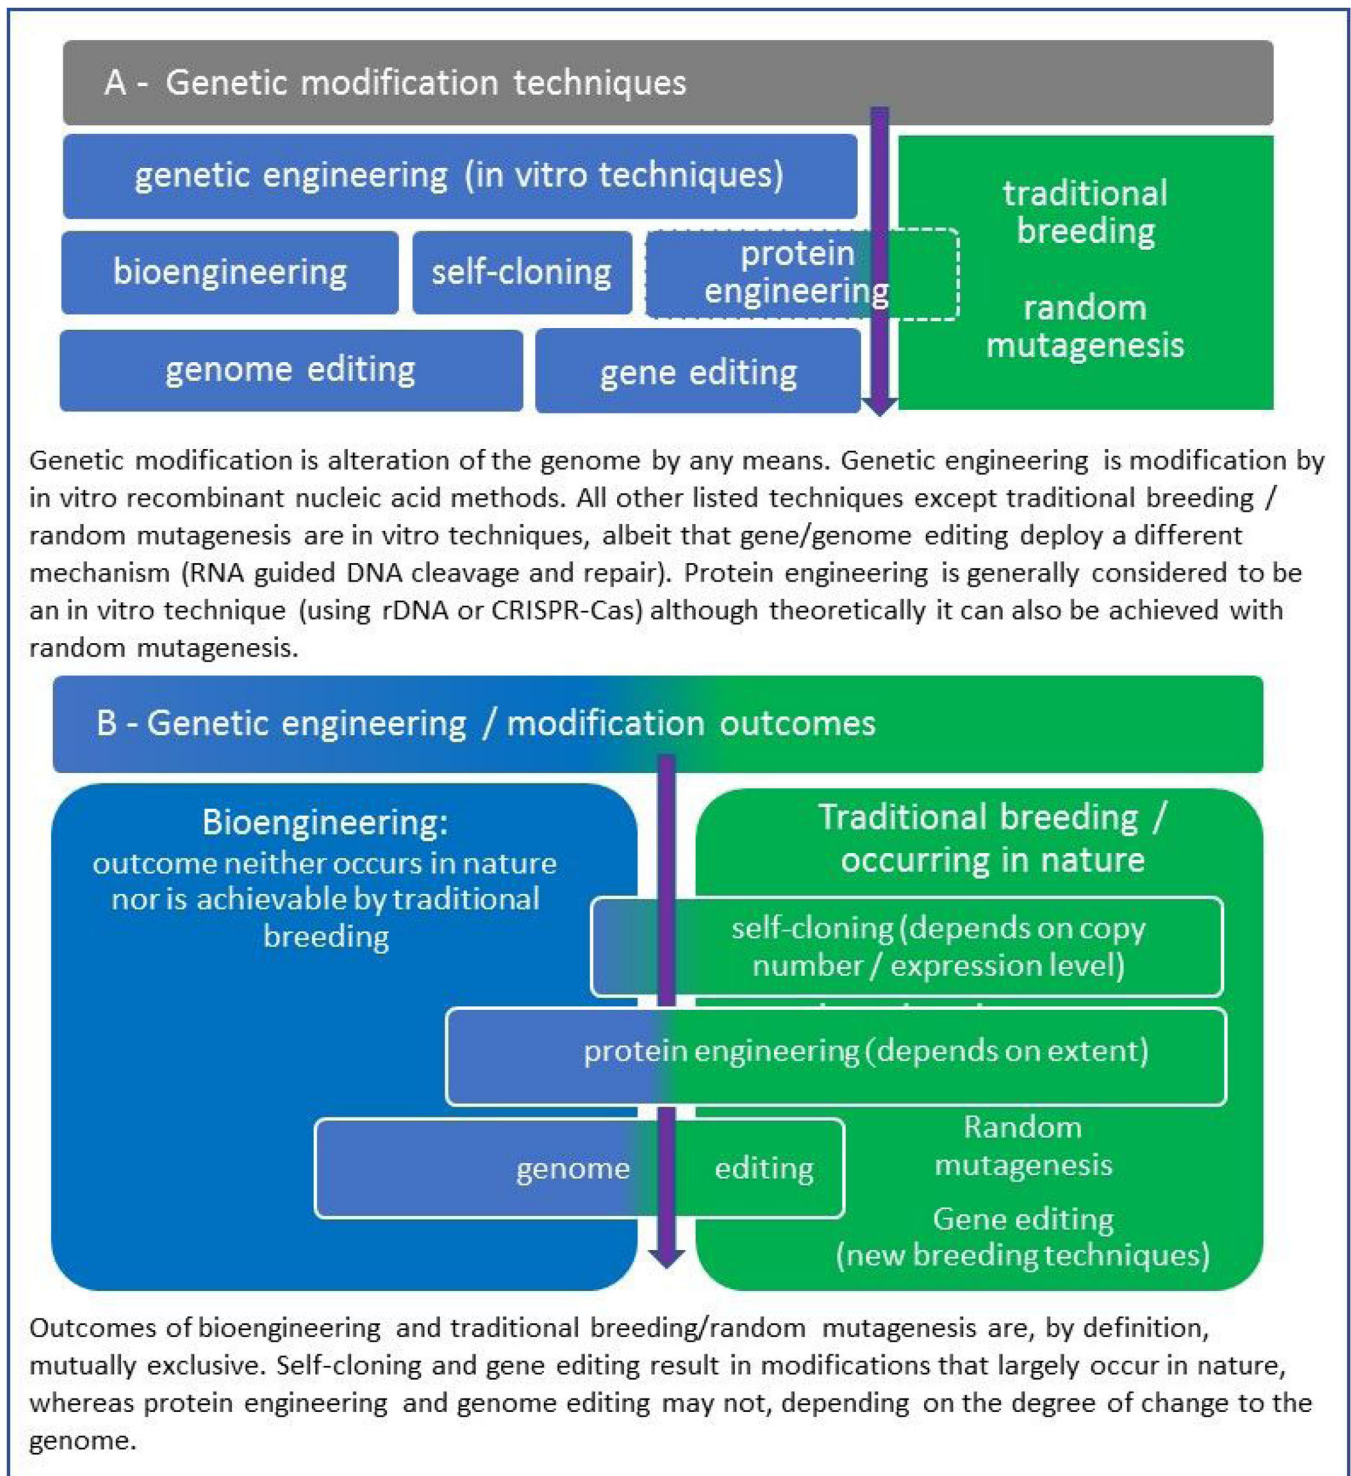 A - Genetic modification techniques
genetic engineering (in vitro techniques)
traditional
breeding
random
mutagenesis
bioengineering
self-cloning
protein
engineering
genome editing
gene editing
Genetic modification is alteration of the genome by any means. Genetic engineering is modification by
in vitro recombinant nucleic acid methods. All other listed techniques except traditional breeding /
random mutagenesis are in vitro techniques, albeit that gene/genome editing deploy a different
mechanism (RNA guided DNA cleavage and repair). Protein engineering is generally considered to be
an in vitro technique (using rDNA or CRISPR-Cas) although theoretically it can also be achieved with
random mutagenesis.
B - Genetic engineering / modification outcomes
Bioengineering:
outcome neither occurs in nature
nor is achievable by traditional
breeding
Traditional breeding /
occurring in nature
self-cloning (depends on copy
number / expression level)
protein engineering (depends on extent)
genome editing
Random
mutagenesis
Gene editing
(new breeding techniques)
Outcomes of bioengineering and traditional breeding/random mutagenesis are, by definition,
mutually exclusive. Self-cloning and gene editing result in modifications that largely occur in nature,
whereas protein engineering and genome editing may not, depending on the degree of change to the
genome.